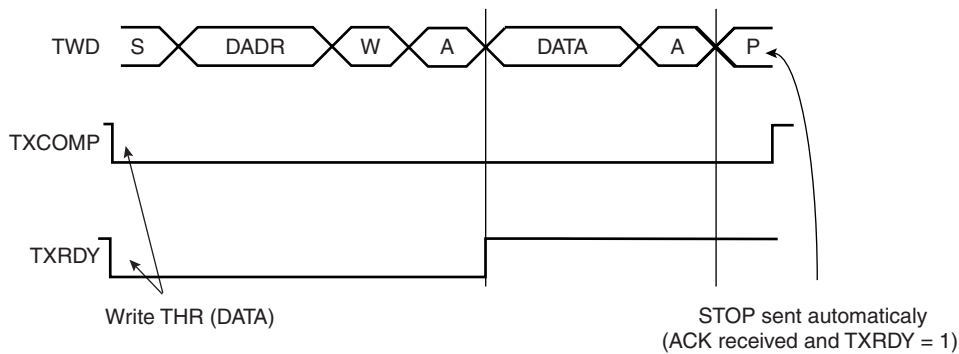 TWD S DADR W A DATA A P
TXCOMP
TXRDY
Write THR (DATA)
STOP sent automaticaly
(ACK received and TXRDY = 1)